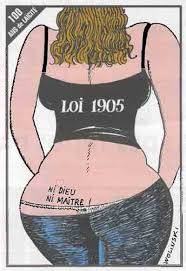 100
ANS de LAÏCITÉ
LOI 1905
NI DIEU
NI MAÎTRE !
WOLINSKI